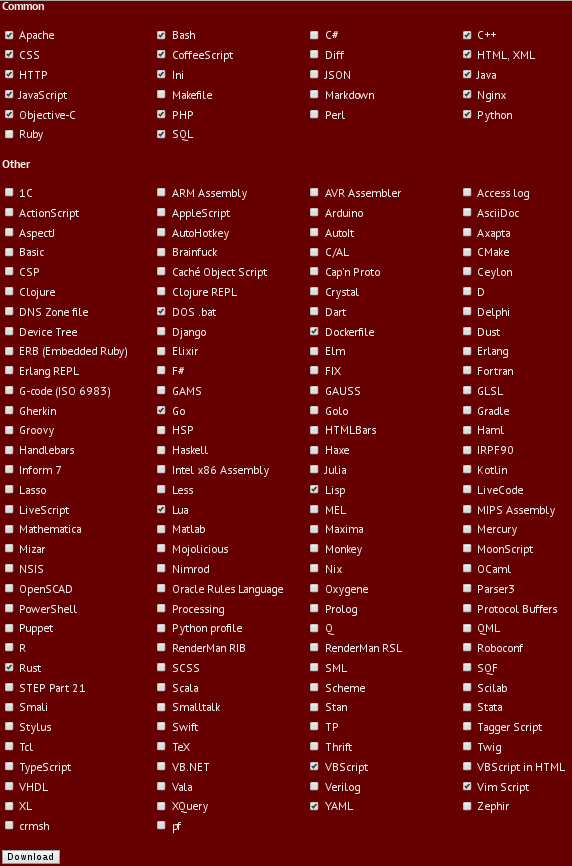 Common
Apache Bash C# C++
CSS CoffeeScript Diff HTML, XML
HTTP Ini JSON Java
JavaScript Makefile Markdown Nginx
Objective-C PHP Perl Python
Ruby SQL
Other
1C ARM Assembly AVR Assembler Access log
ActionScript AppleScript Arduino AsciiDoc
AspectJ AutoHotkey AutoIt Axapta
Basic Brainfuck C/AL CMake
CSP Caché Object Script Cap'n Proto Ceylon
Clojure Clojure REPL Crystal D
DNS Zone file DOS .bat Dart Delphi
Device Tree Django Dockerfile Dust
ERB (Embedded Ruby) Elixir Elm Erlang
Erlang REPL F# FIX Fortran
G-code (ISO 6983) GAMS GAUSS GLSL
Gherkin Go Golo Gradle
Groovy HSP HTMLBars Haml
Handlebars Haskell Haxe IRPF90
Inform 7 Intel x86 Assembly Julia Kotlin
Lasso Less Lisp LiveCode
LiveScript Lua MEL MIPS Assembly
Mathematica Matlab Maxima Mercury
Mizar Mojolicious Monkey MoonScript
NSIS Nimrod Nix OCaml
OpenSCAD Oracle Rules Language Oxygene Parser3
PowerShell Processing Prolog Protocol Buffers
Puppet Python profile Q QML
R RenderMan RIB RenderMan RSL Roboconf
Rust SCSS SML SQF
STEP Part 21 Scala Scheme Scilab
Smali Smalltalk Stan Stata
Stylus Swift TP Tagger Script
Tcl TeX Thrift Twig
TypeScript VB.NET VBScript VBScript in HTML
VHDL Vala Verilog Vim Script
XL XQuery YAML Zephir
crmsh pf
Download